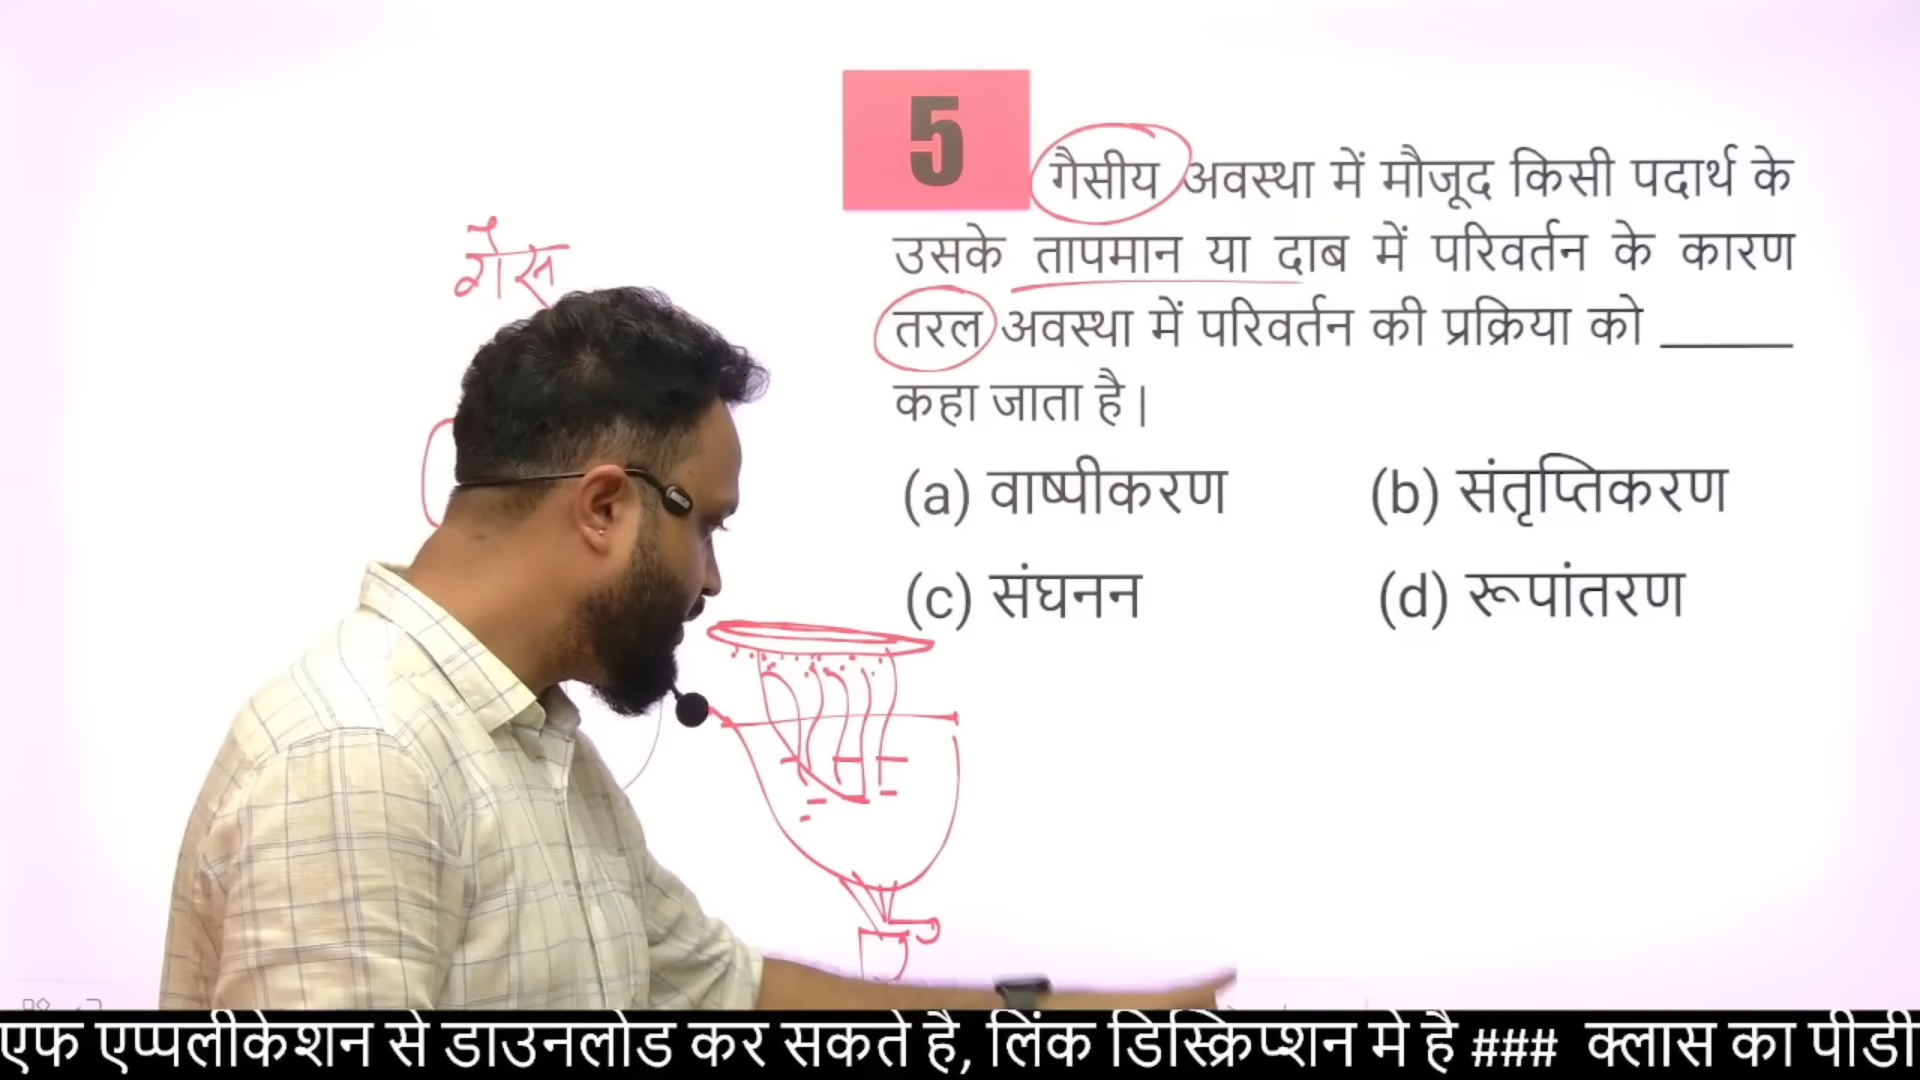 5
गैसीय अवस्था में मौजूद किसी पदार्थ के
उसके तापमान या दाब में परिवर्तन के कारण
तरल अवस्था में परिवर्तन की प्रक्रिया को ______
कहा जाता है।
(a) वाष्पीकरण (b) संतृप्तिकरण
(c) संघनन (d) रूपांतरण
गैस
एफ एप्पलीकेशन से डाउनलोड कर सकते है, लिंक डिस्क्रिप्शन मे है ### क्लास का पीडी